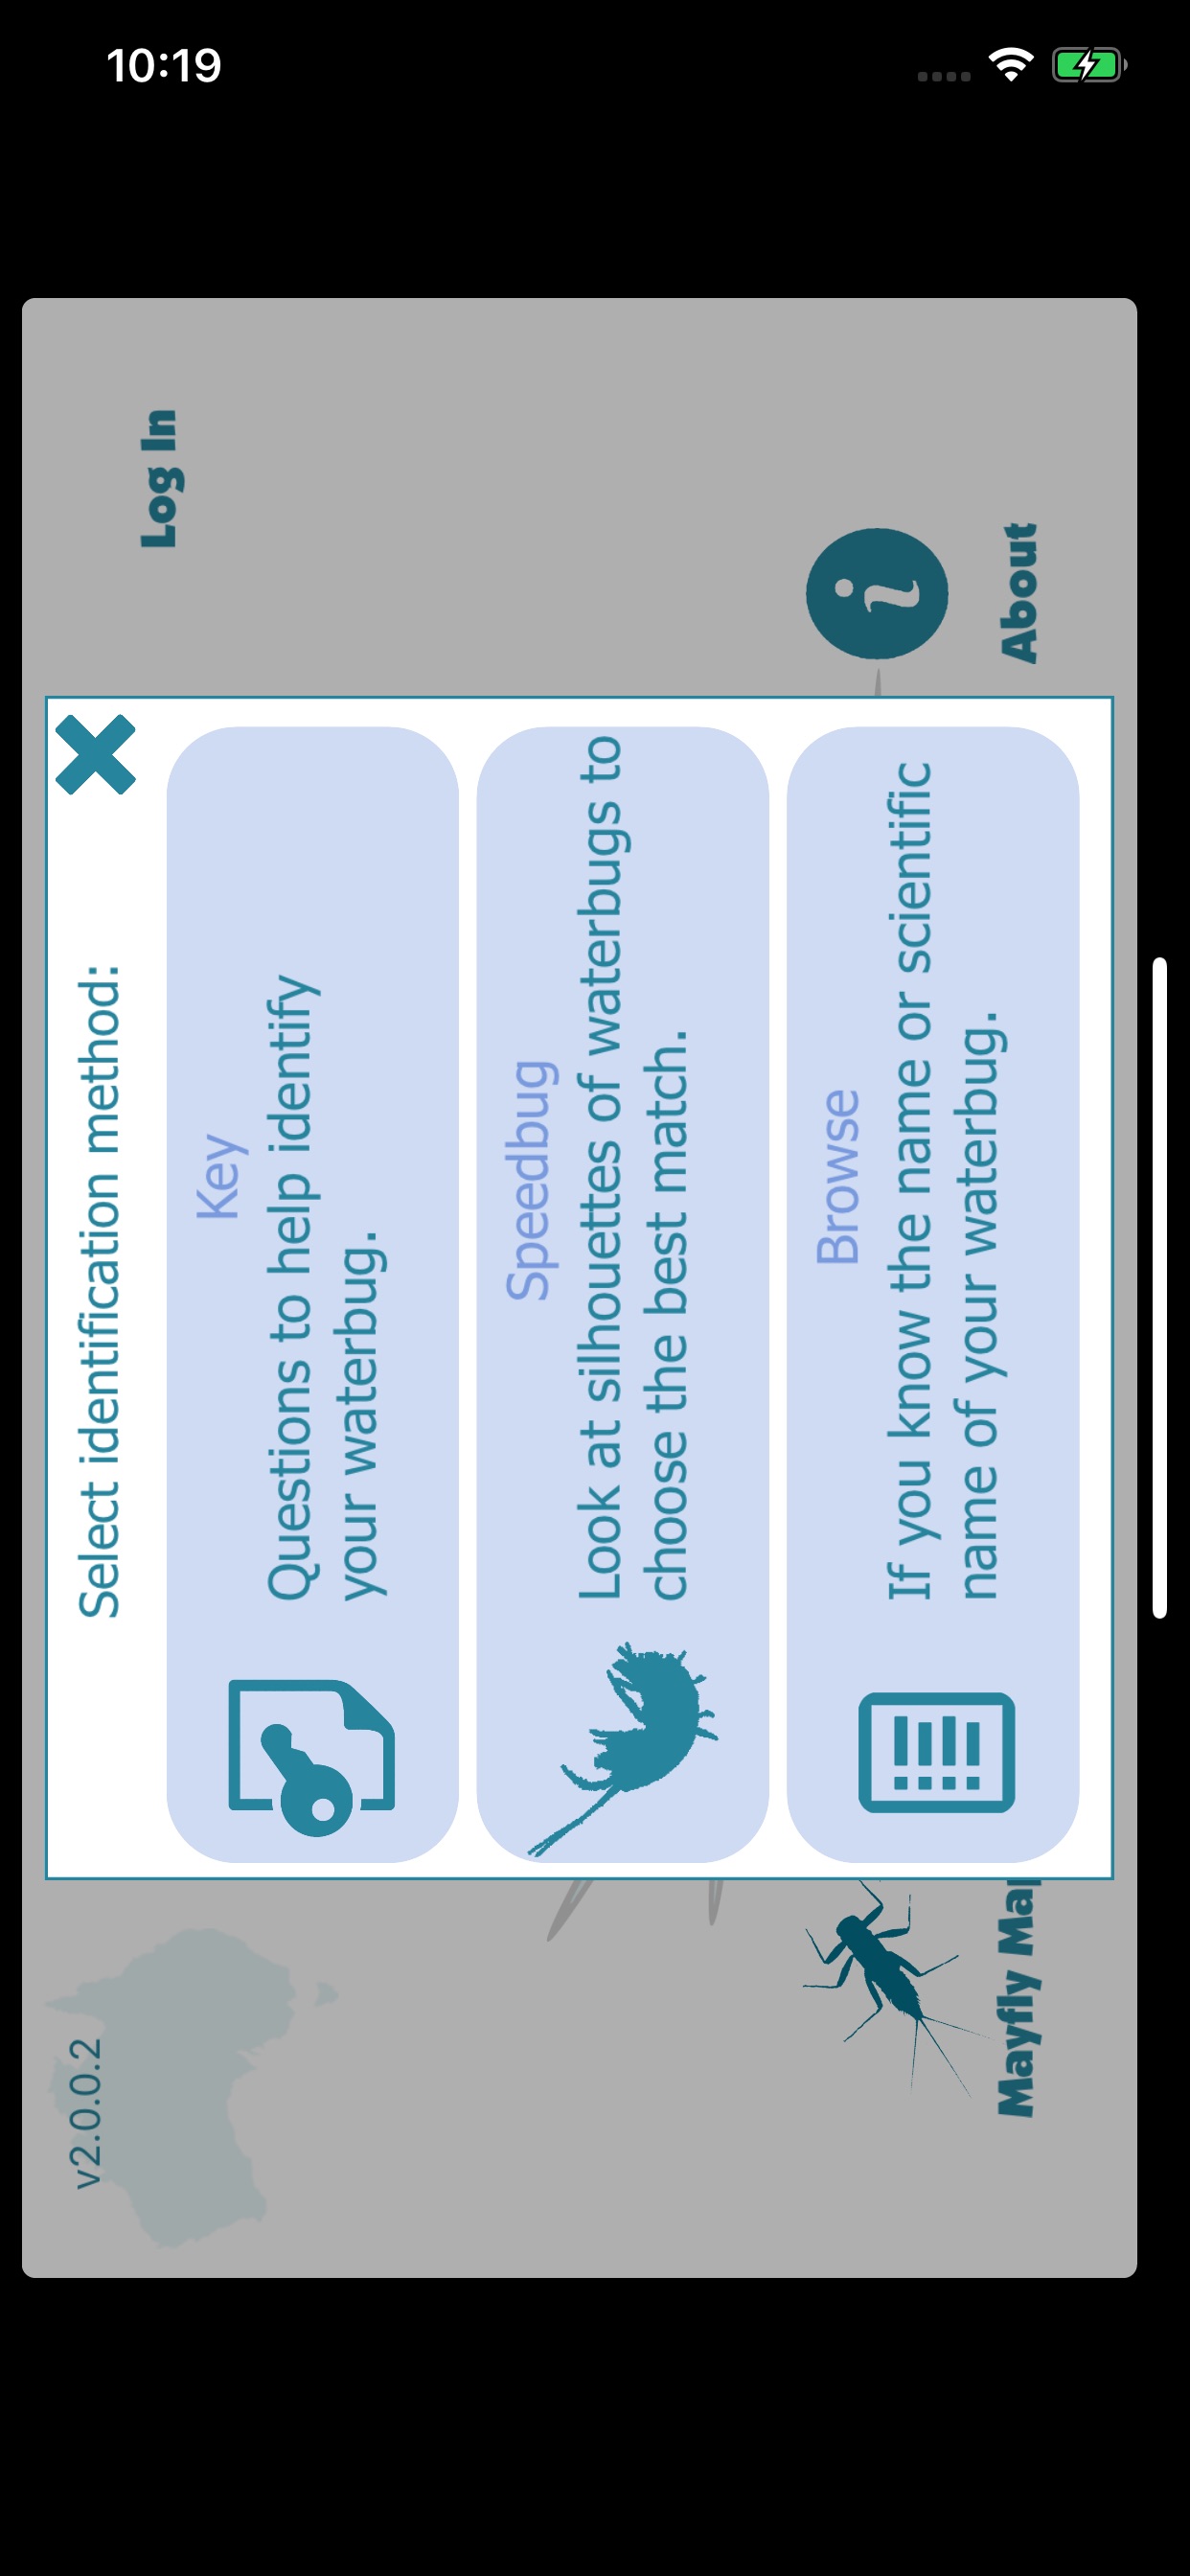 v2.0.0.2
Select identification method:
Log In
10:19
Key
Questions to help identify
your waterbug.
Speedbug
Look at silhouettes of waterbugs to
choose the best match.
Browse
If you know the name or scientific
name of your waterbug.
Mayfly
About